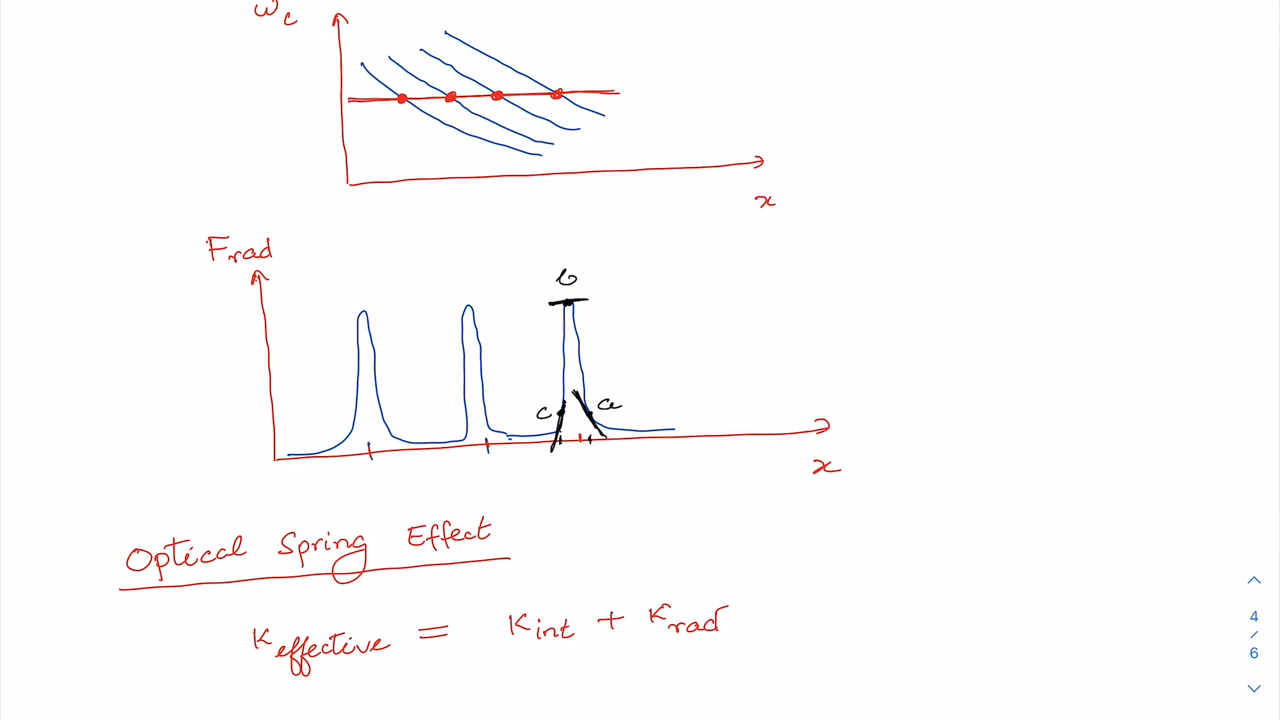 ω_c
x
F_rad
b
c a
x
Optical Spring Effect
K_effective = K_int + K_rad
4
/
6